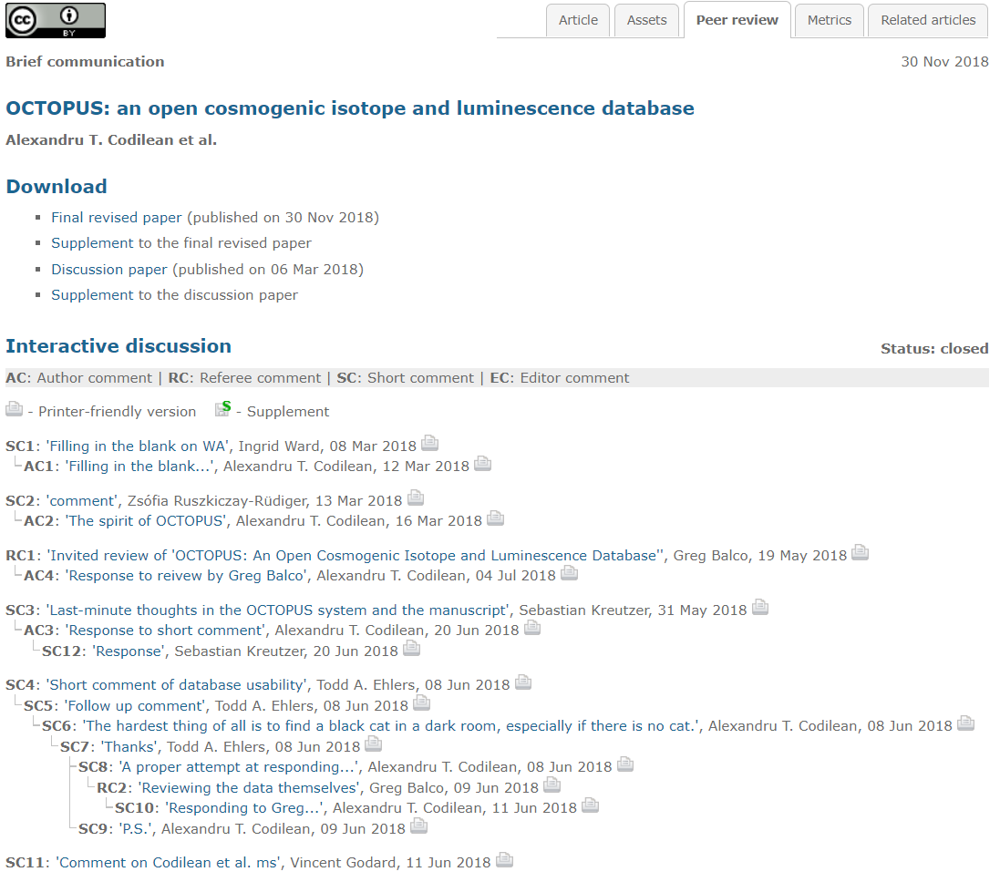 cc BY
Article Assets Peer review Metrics Related articles
Brief communication 30 Nov 2018
OCTOPUS: an open cosmogenic isotope and luminescence database
Alexandru T. Codilean et al.
Download
Final revised paper (published on 30 Nov 2018)
Supplement to the final revised paper
Discussion paper (published on 06 Mar 2018)
Supplement to the discussion paper
Interactive discussion Status: closed
AC: Author comment | RC: Referee comment | SC: Short comment | EC: Editor comment
- Printer-friendly version S - Supplement
SC1: 'Filling in the blank on WA', Ingrid Ward, 08 Mar 2018
AC1: 'Filling in the blank...', Alexandru T. Codilean, 12 Mar 2018
SC2: 'comment', Zsófia Ruszkiczay-Rüdiger, 13 Mar 2018
AC2: 'The spirit of OCTOPUS', Alexandru T. Codilean, 16 Mar 2018
RC1: 'Invited review of 'OCTOPUS: An Open Cosmogenic Isotope and Luminescence Database'', Greg Balco, 19 May 2018
AC4: 'Response to reivew by Greg Balco', Alexandru T. Codilean, 04 Jul 2018
SC3: 'Last-minute thoughts in the OCTOPUS system and the manuscript', Sebastian Kreutzer, 31 May 2018
AC3: 'Response to short comment', Alexandru T. Codilean, 20 Jun 2018
SC12: 'Response', Sebastian Kreutzer, 20 Jun 2018
SC4: 'Short comment of database usability', Todd A. Ehlers, 08 Jun 2018
SC5: 'Follow up comment', Todd A. Ehlers, 08 Jun 2018
SC6: 'The hardest thing of all is to find a black cat in a dark room, especially if there is no cat.', Alexandru T. Codilean, 08 Jun 2018
SC7: 'Thanks', Todd A. Ehlers, 08 Jun 2018
SC8: 'A proper attempt at responding...', Alexandru T. Codilean, 08 Jun 2018
RC2: 'Reviewing the data themselves', Greg Balco, 09 Jun 2018
SC10: 'Responding to Greg...', Alexandru T. Codilean, 11 Jun 2018
SC9: 'P.S.', Alexandru T. Codilean, 09 Jun 2018
SC11: 'Comment on Codilean et al. ms', Vincent Godard, 11 Jun 2018